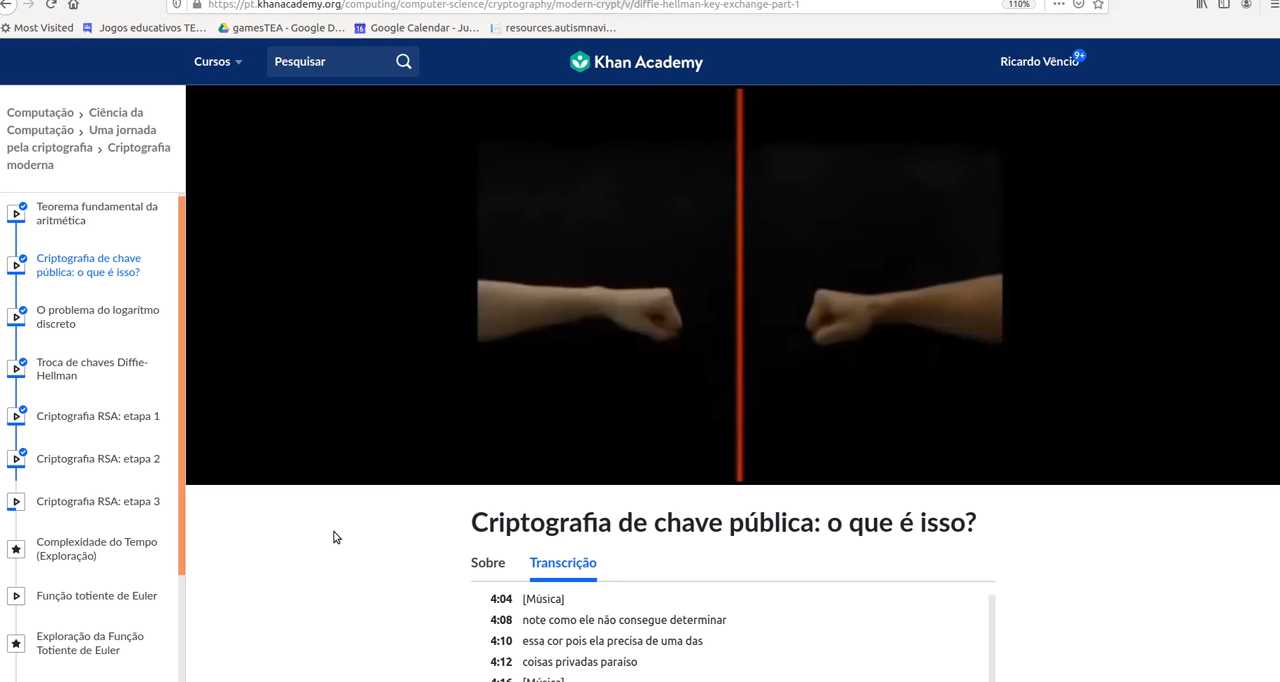 https://pt.khanacademy.org/computing/computer-science/cryptography/modern-crypt/v/diffie-hellman-key-exchange-part-1
110%
Most Visited
Jogos educativos TE...
gamesTEA - Google D...
16
Google Calendar - Ju...
resources.autismnavi...
Cursos
Pesquisar
Khan Academy
Ricardo Vêncio
9+
Computação > Ciência da
Computação > Uma jornada
pela criptografia > Criptografia
moderna
Teorema fundamental da
aritmética
Criptografia de chave
pública: o que é isso?
O problema do logarítmo
discreto
Troca de chaves Diffie-
Hellman
Criptografia RSA: etapa 1
Criptografia RSA: etapa 2
Criptografia RSA: etapa 3
Complexidade do Tempo
(Exploração)
Função totiente de Euler
Exploração da Função
Totiente de Euler
Criptografia de chave pública: o que é isso?
Sobre
Transcrição
4:04 [Música]
4:08 note como ele não consegue determinar
4:10 essa cor pois ela precisa de uma das
4:12 coisas privadas paraíso
4:16 [Música]